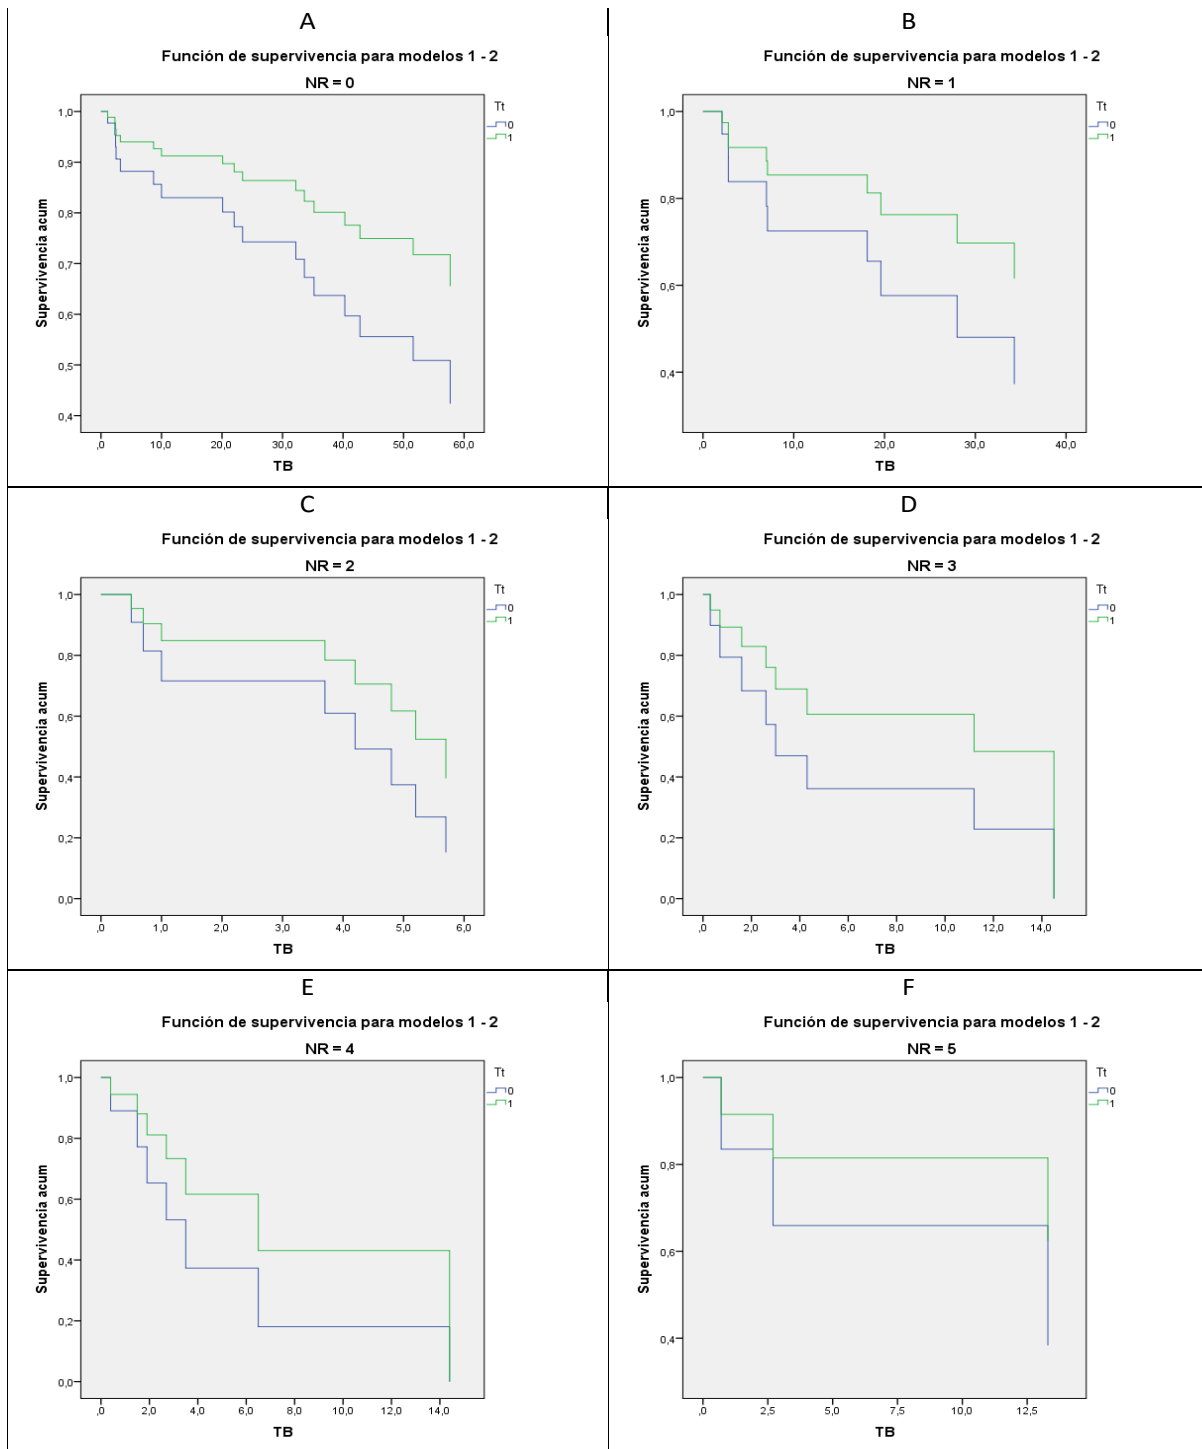 A
Función de supervivencia para modelos 1 - 2
NR = 0
Tt
0
1
Supervivencia acum
1,0
0,9
0,8
0,7
0,6
0,5
0,4
,0 10,0 20,0 30,0 40,0 50,0 60,0
TB
B
Función de supervivencia para modelos 1 - 2
NR = 1
Tt
0
1
Supervivencia acum
1,0
0,8
0,6
0,4
,0 10,0 20,0 30,0 40,0
TB
C
Función de supervivencia para modelos 1 - 2
NR = 2
Tt
0
1
Supervivencia acum
1,0
0,8
0,6
0,4
0,2
0,0
,0 1,0 2,0 3,0 4,0 5,0 6,0
TB
D
Función de supervivencia para modelos 1 - 2
NR = 3
Tt
0
1
Supervivencia acum
1,0
0,8
0,6
0,4
0,2
0,0
,0 2,0 4,0 6,0 8,0 10,0 12,0 14,0
TB
E
Función de supervivencia para modelos 1 - 2
NR = 4
Tt
0
1
Supervivencia acum
1,0
0,8
0,6
0,4
0,2
0,0
,0 2,0 4,0 6,0 8,0 10,0 12,0 14,0
TB
F
Función de supervivencia para modelos 1 - 2
NR = 5
Tt
0
1
Supervivencia acum
1,0
0,8
0,6
0,4
,0 2,5 5,0 7,5 10,0 12,5
TB